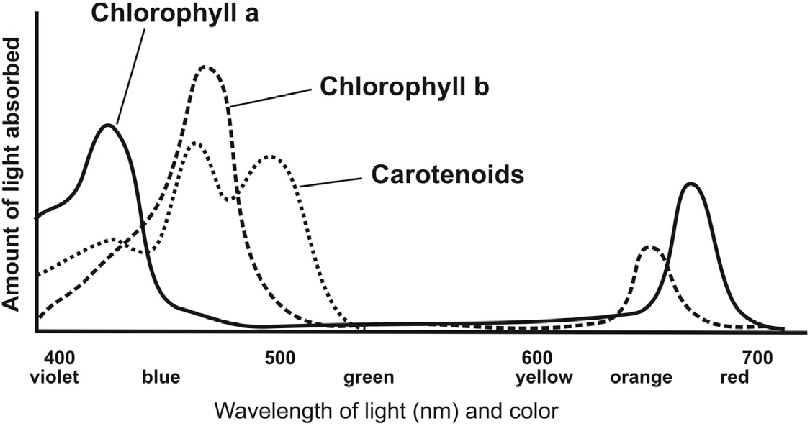 Chlorophyll a
Chlorophyll b
Carotenoids
Amount of light absorbed
400 500 600 700
violet blue green yellow orange red
Wavelength of light (nm) and color